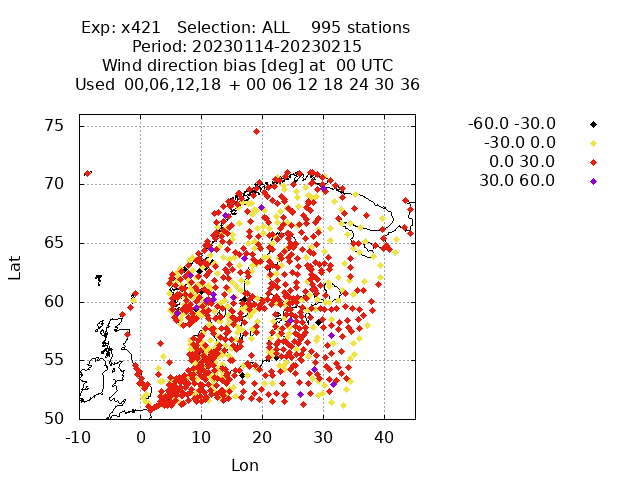 Exp: x421   Selection: ALL    995 stations
Period: 20230114-20230215
Wind direction bias [deg] at  00 UTC
Used  00,06,12,18  + 00 06 12 18 24 30 36
-60.0 -30.0
-30.0 0.0
0.0 30.0
30.0 60.0
75
70
65
60
55
50
Lat
-10 0 10 20 30 40
Lon